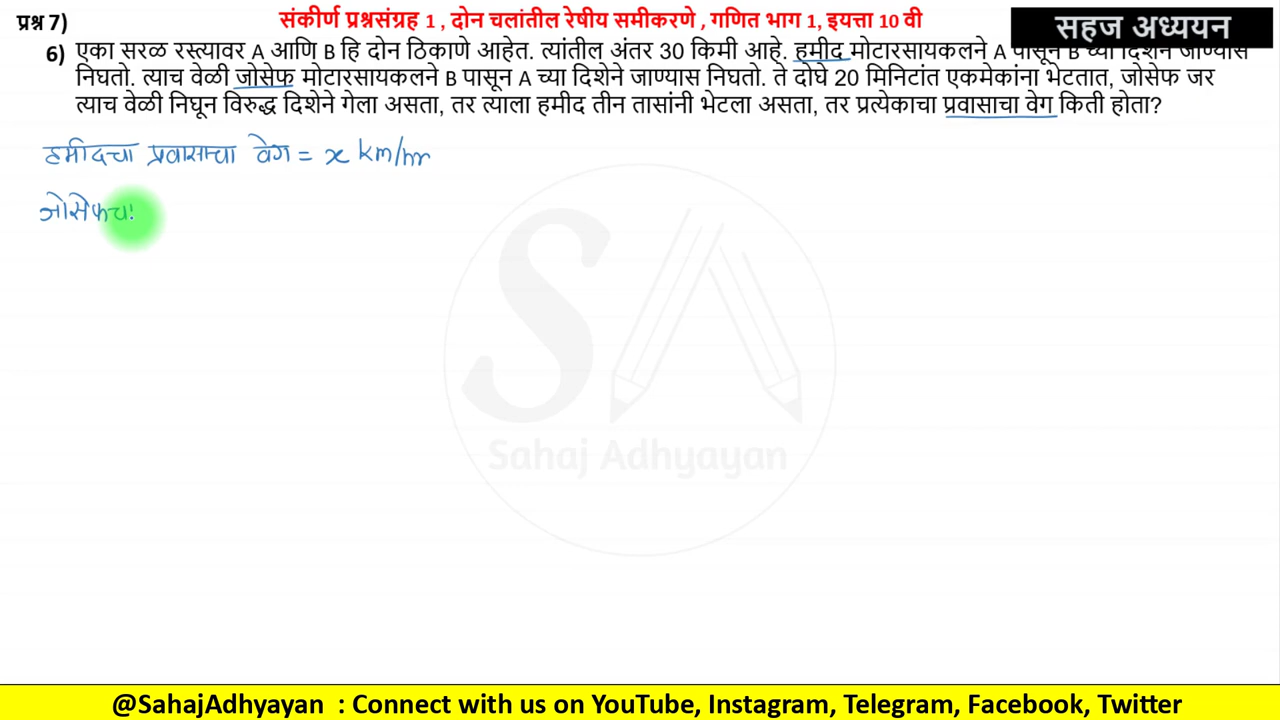 प्रश्न 7)
संकीर्ण प्रश्नसंग्रह 1 , दोन चलांतील रेषीय समीकरणे , गणित भाग 1, इयत्ता 10 वी
सहज अध्ययन
6) एका सरळ रस्त्यावर A आणि B हि दोन ठिकाणे आहेत. त्यांतील अंतर 30 किमी आहे. हमीद मोटारसायकलने A पासून B च्या दिशेने जाण्यास
निघतो. त्याच वेळी जोसेफ मोटारसायकलने B पासून A च्या दिशेने जाण्यास निघतो. ते दोघे 20 मिनिटांत एकमेकांना भेटतात, जोसेफ जर
त्याच वेळी निघून विरुद्ध दिशेने गेला असता, तर त्याला हमीद तीन तासांनी भेटला असता, तर प्रत्येकाचा प्रवासाचा वेग किती होता?
हमीदचा प्रवासाचा वेग = x km/hr
जोसेफचा
SA
Sahaj Adhyayan
@SahajAdhyayan : Connect with us on YouTube, Instagram, Telegram, Facebook, Twitter